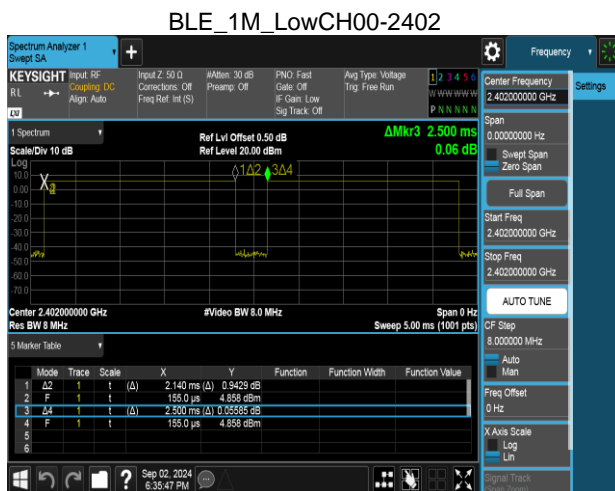 BLE_1M_LowCH00-2402
Spectrum Analyzer 1
Swept SA
+
Frequency
KEYSIGHT
RL
LXI
Input: RF
Coupling: DC
Align: Auto
Input Z: 50 Ω
Corrections: Off
Freq Ref: Int (S)
#Atten: 30 dB
Preamp: Off
PNO: Fast
Gate: Off
IF Gain: Low
Sig Track: Off
Avg Type: Voltage
Trig: Free Run
1 2 3 4 5 6
W W W W W W
P N N N N N
1 Spectrum
Scale/Div 10 dB
Log
Ref Lvl Offset 0.50 dB
Ref Level 20.00 dBm
ΔMkr3 2.500 ms
0.06 dB
10.0
0.00
-10.0
-20.0
-30.0
-40.0
-50.0
-60.0
-70.0
X2
1Δ2
3Δ4
Center 2.402000000 GHz
Res BW 8 MHz
#Video BW 8.0 MHz
Span 0 Hz
Sweep 5.00 ms (1001 pts)
5 Marker Table
Mode Trace Scale X Y Function Function Width Function Value
1 Δ2 1 t (Δ) 2.140 ms (Δ) 0.9429 dB
2 F 1 t 155.0 µs 4.858 dBm
3 Δ4 1 t (Δ) 2.500 ms (Δ) 0.05585 dB
4 F 1 t 155.0 µs 4.858 dBm
5
6
?
Sep 02, 2024
6:35:47 PM
Center Frequency
2.402000000 GHz
Span
0.00000000 Hz
Swept Span
Zero Span
Full Span
Start Freq
2.402000000 GHz
Stop Freq
2.402000000 GHz
AUTO TUNE
CF Step
8.000000 MHz
Auto
Man
Freq Offset
0 Hz
X Axis Scale
Log
Lin
Signal Track
(Span Zoom)
Settings